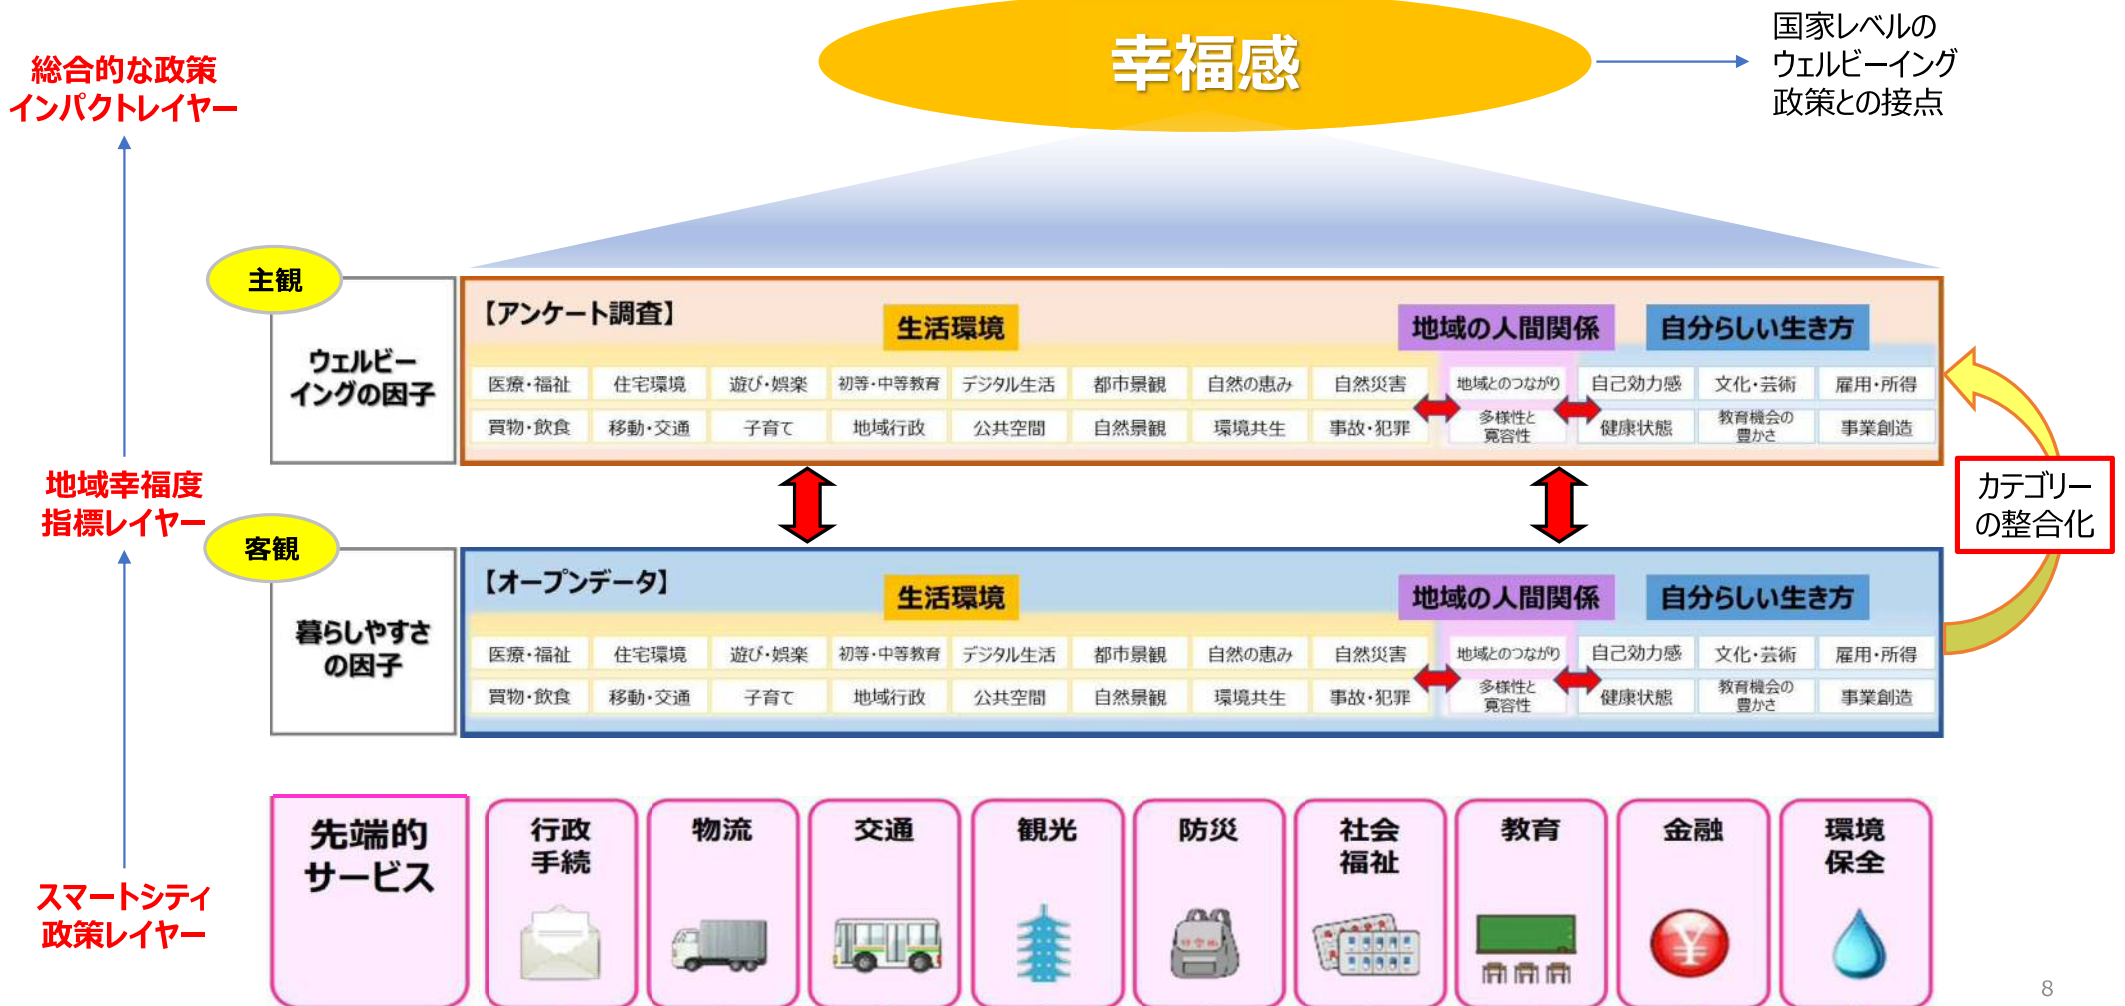 幸福感
国家レベルの
ウェルビーイング
政策との接点
総合的な政策
インパクトレイヤー
地域幸福度
指標レイヤー
スマートシティ
政策レイヤー
主観
ウェルビー
イングの因子
【アンケート調査】
生活環境
地域の人間関係
自分らしい生き方
医療・福祉 住宅環境 遊び・娯楽 初等・中等教育 デジタル生活 都市景観 自然の恵み 自然災害 地域とのつながり 自己効力感 文化・芸術 雇用・所得
買物・飲食 移動・交通 子育て 地域行政 公共空間 自然景観 環境共生 事故・犯罪 多様性と 健康状態 教育機会の 事業創造
寛容性 豊かさ
カテゴリー
の整合化
客観
暮らしやすさ
の因子
【オープンデータ】
生活環境
地域の人間関係
自分らしい生き方
医療・福祉 住宅環境 遊び・娯楽 初等・中等教育 デジタル生活 都市景観 自然の恵み 自然災害 地域とのつながり 自己効力感 文化・芸術 雇用・所得
買物・飲食 移動・交通 子育て 地域行政 公共空間 自然景観 環境共生 事故・犯罪 多様性と 健康状態 教育機会の 事業創造
寛容性 豊かさ
先端的
サービス
行政
手続
物流
交通
観光
防災
社会
福祉
教育
金融
環境
保全
8